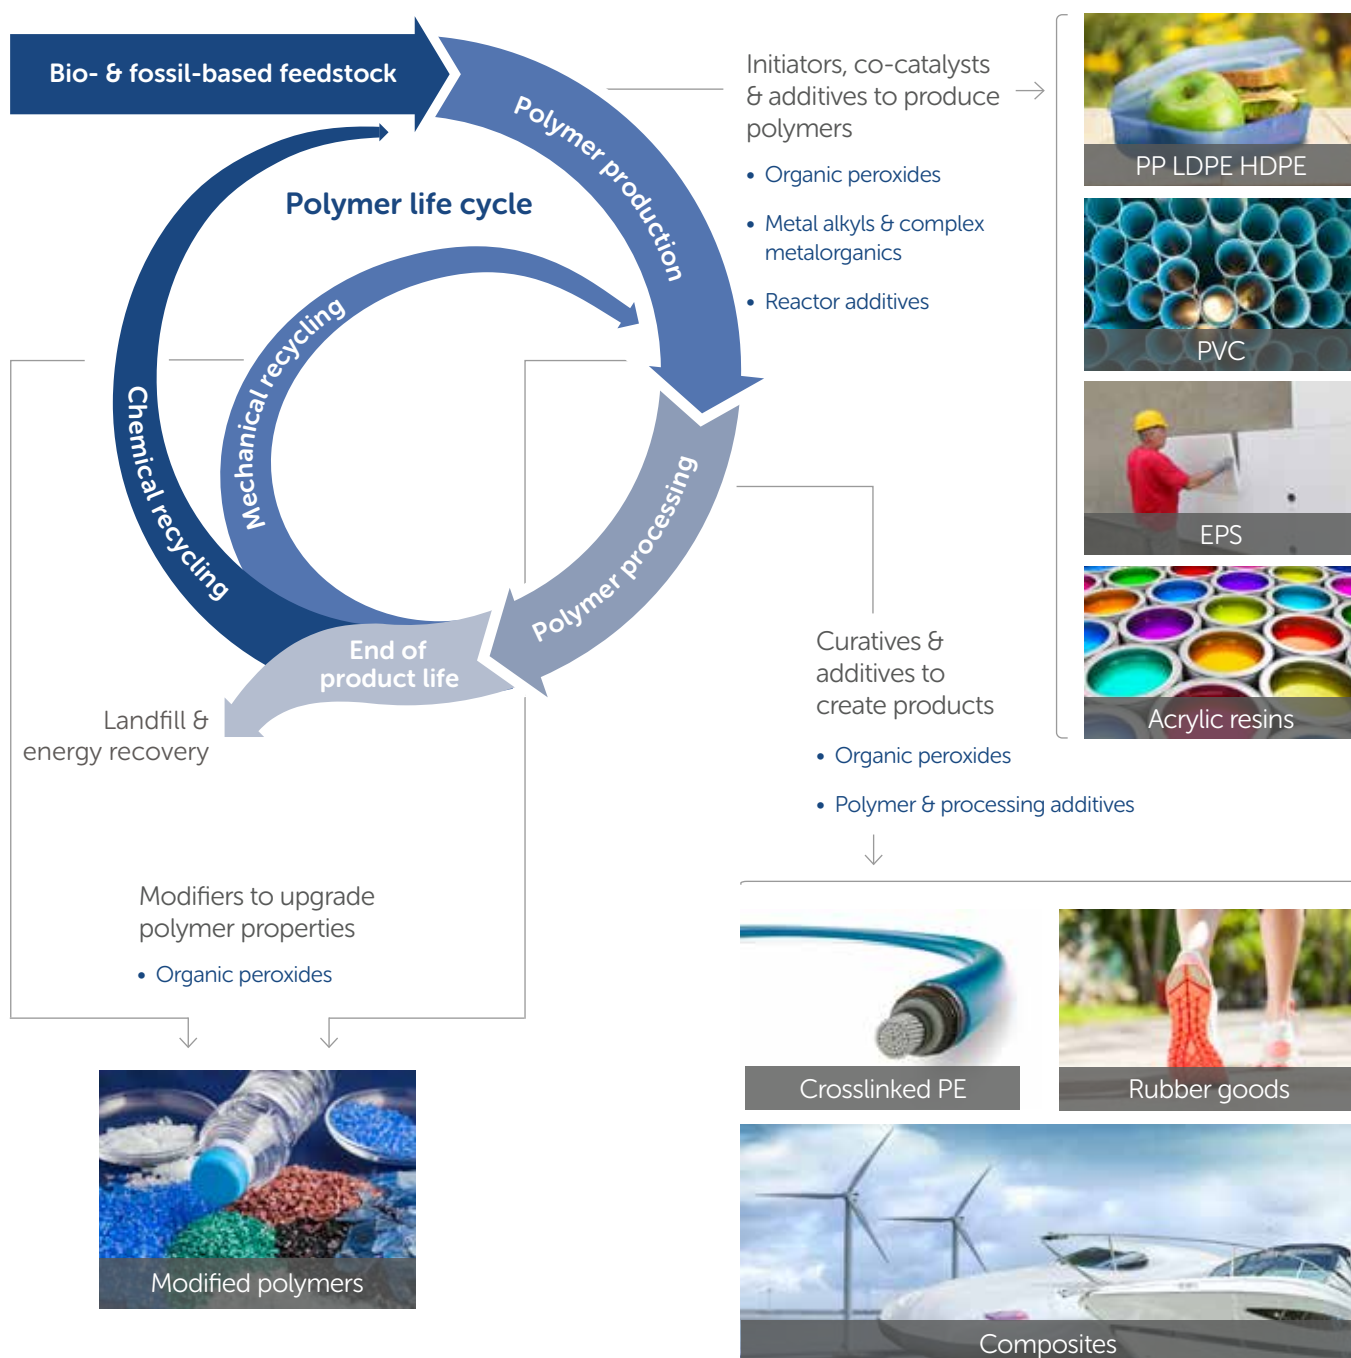 Bio- & fossil-based feedstock
Polymer production
Polymer life cycle
Mechanical recycling
Chemical recycling
Polymer processing
End of
product life
Landfill &
energy recovery
Initiators, co-catalysts
& additives to produce
polymers
• Organic peroxides
• Metal alkyls & complex
metalorganics
• Reactor additives
PP LDPE HDPE
PVC
EPS
Acrylic resins
Curatives &
additives to
create products
• Organic peroxides
• Polymer & processing additives
Modifiers to upgrade
polymer properties
• Organic peroxides
Modified polymers
Crosslinked PE
Rubber goods
Composites